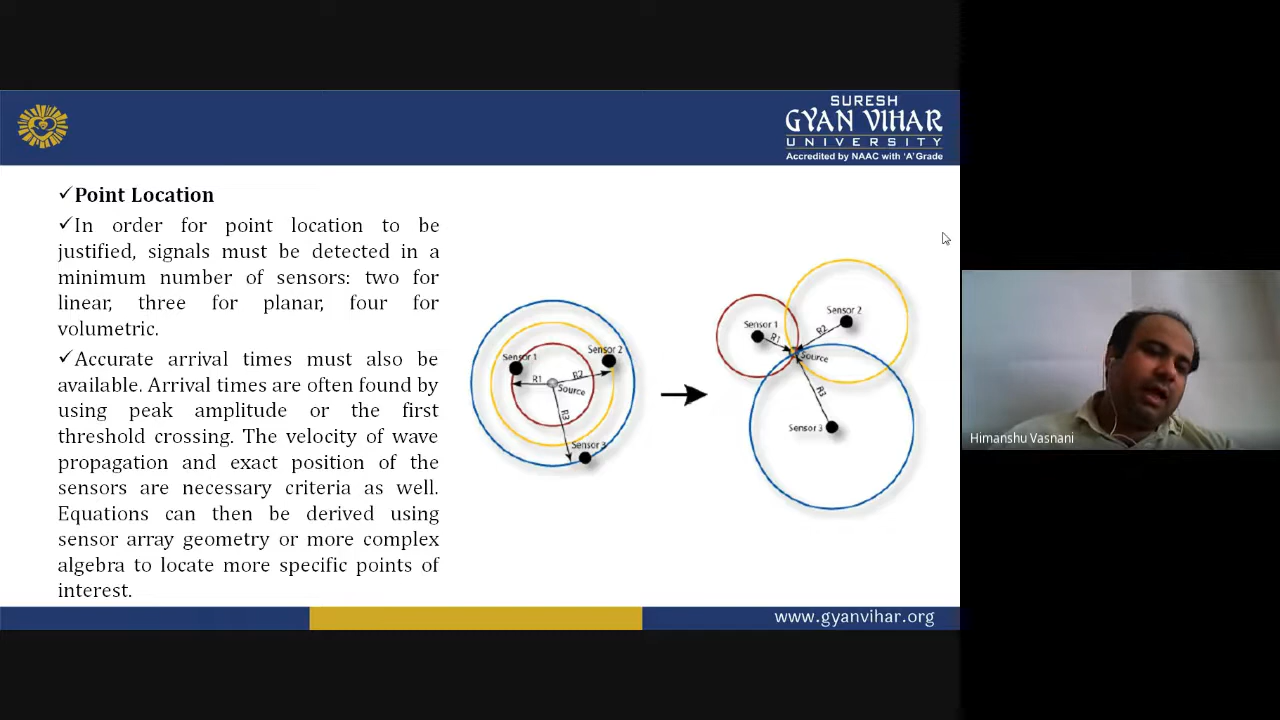 SURESH
GYAN VIHAR
UNIVERSITY
Accredited by NAAC with 'A' Grade
✓Point Location
✓In order for point location to be
justified, signals must be detected in a
minimum number of sensors: two for
linear, three for planar, four for
volumetric.
✓Accurate arrival times must also be
available. Arrival times are often found by
using peak amplitude or the first
threshold crossing. The velocity of wave
propagation and exact position of the
sensors are necessary criteria as well.
Equations can then be derived using
sensor array geometry or more complex
algebra to locate more specific points of
interest.
Sensor 1
Sensor 2
R1
R2
Source
R3
Sensor 3
Sensor 1
Sensor 2
R1
R2
Source
R3
Sensor 3
www.gyanvihar.org
Himanshu Vasnani